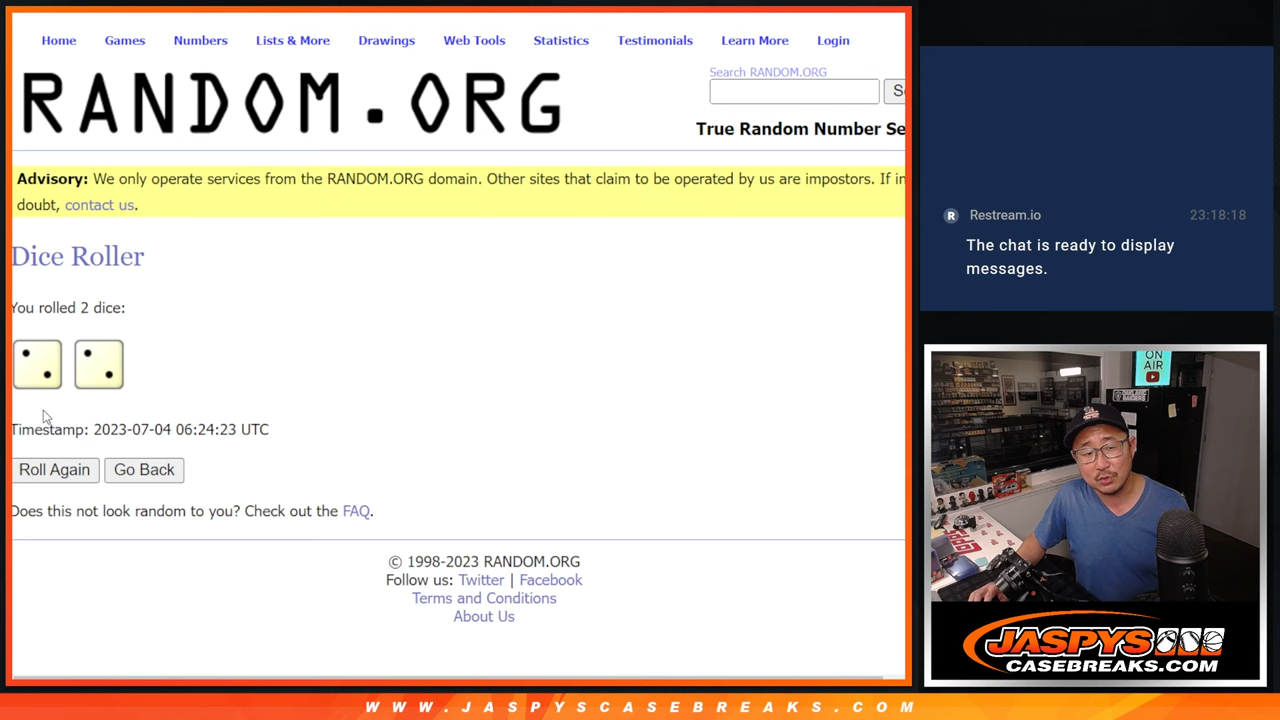 Home Games Numbers Lists & More Drawings Web Tools Statistics Testimonials Learn More Login
RANDOM.ORG
Search RANDOM.ORG
True Random Number Se
Advisory: We only operate services from the RANDOM.ORG domain. Other sites that claim to be operated by us are impostors. If in
doubt, contact us.
Dice Roller
You rolled 2 dice:
Timestamp: 2023-07-04 06:24:23 UTC
Roll Again Go Back
Does this not look random to you? Check out the FAQ.
© 1998-2023 RANDOM.ORG
Follow us: Twitter | Facebook
Terms and Conditions
About Us
R Restream.io 23:18:18
The chat is ready to display
messages.
ON
AIR
JASPYS
CASEBREAKS.COM
WWW.JASPYSCASEBREAKS.COM